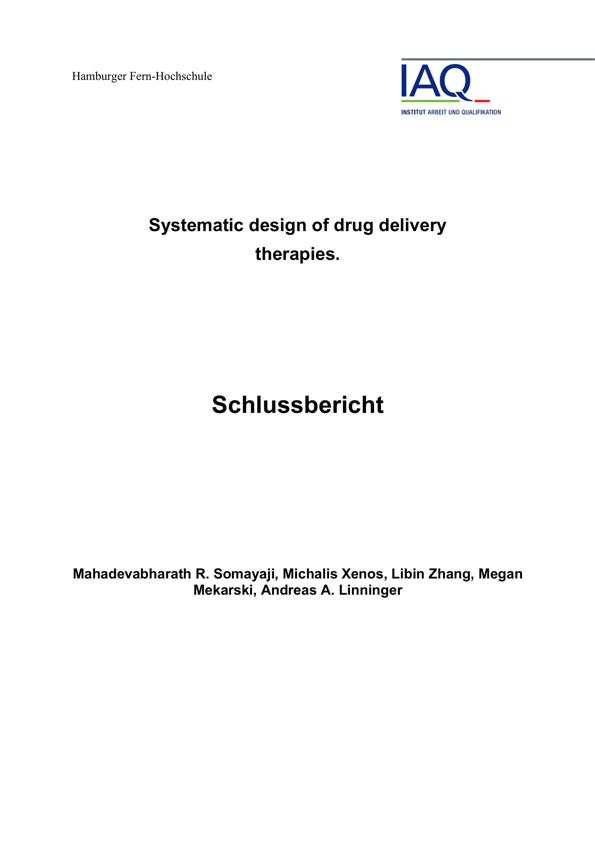 Hamburger Fern-Hochschule
IAQ
INSTITUT ARBEIT UND QUALIFIKATION
Systematic design of drug delivery
therapies.
Schlussbericht
Mahadevabharath R. Somayaji, Michalis Xenos, Libin Zhang, Megan
Mekarski, Andreas A. Linninger